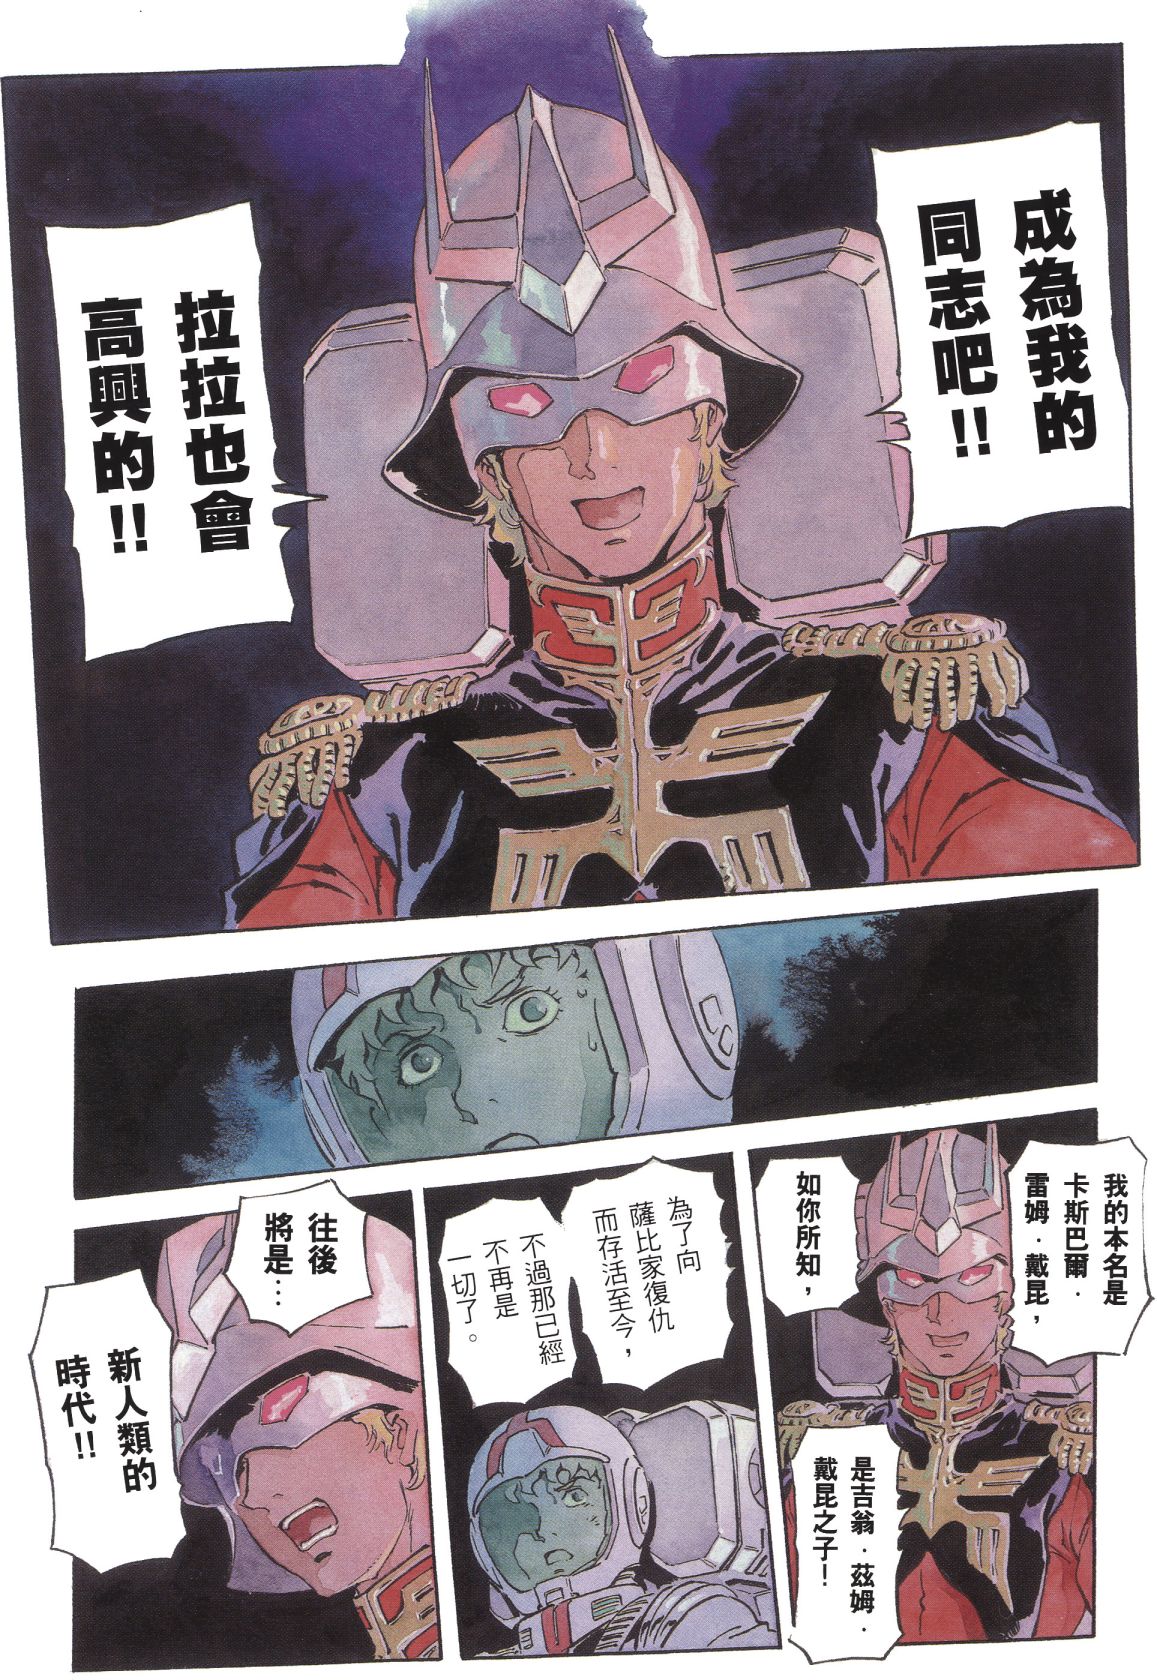 成為我的
同志吧!!
拉拉也會
高興的!!
我的本名是
卡斯巴爾．
雷姆．戴昆，
如你所知，
是吉翁．茲姆．
戴昆之子！
為了向
薩比家復仇
而存活至今，
不過那已經
不再是
一切了。
往後
將是…
新人類的
時代!!